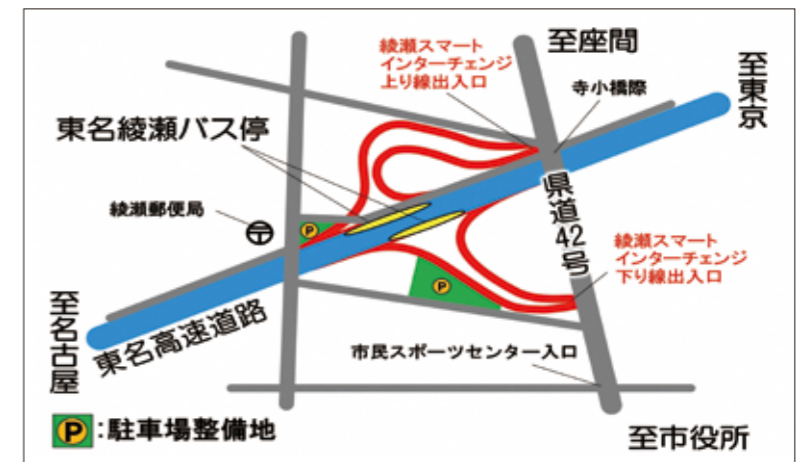 綾瀬スマート
インターチェンジ
上り線出入口
至座間
寺小橋際
至東京
東名綾瀬バス停
綾瀬郵便局
〒
P
県道42号
綾瀬スマート
インターチェンジ
下り線出入口
P
至名古屋
東名高速道路
市民スポーツセンター入口
P:駐車場整備地
至市役所